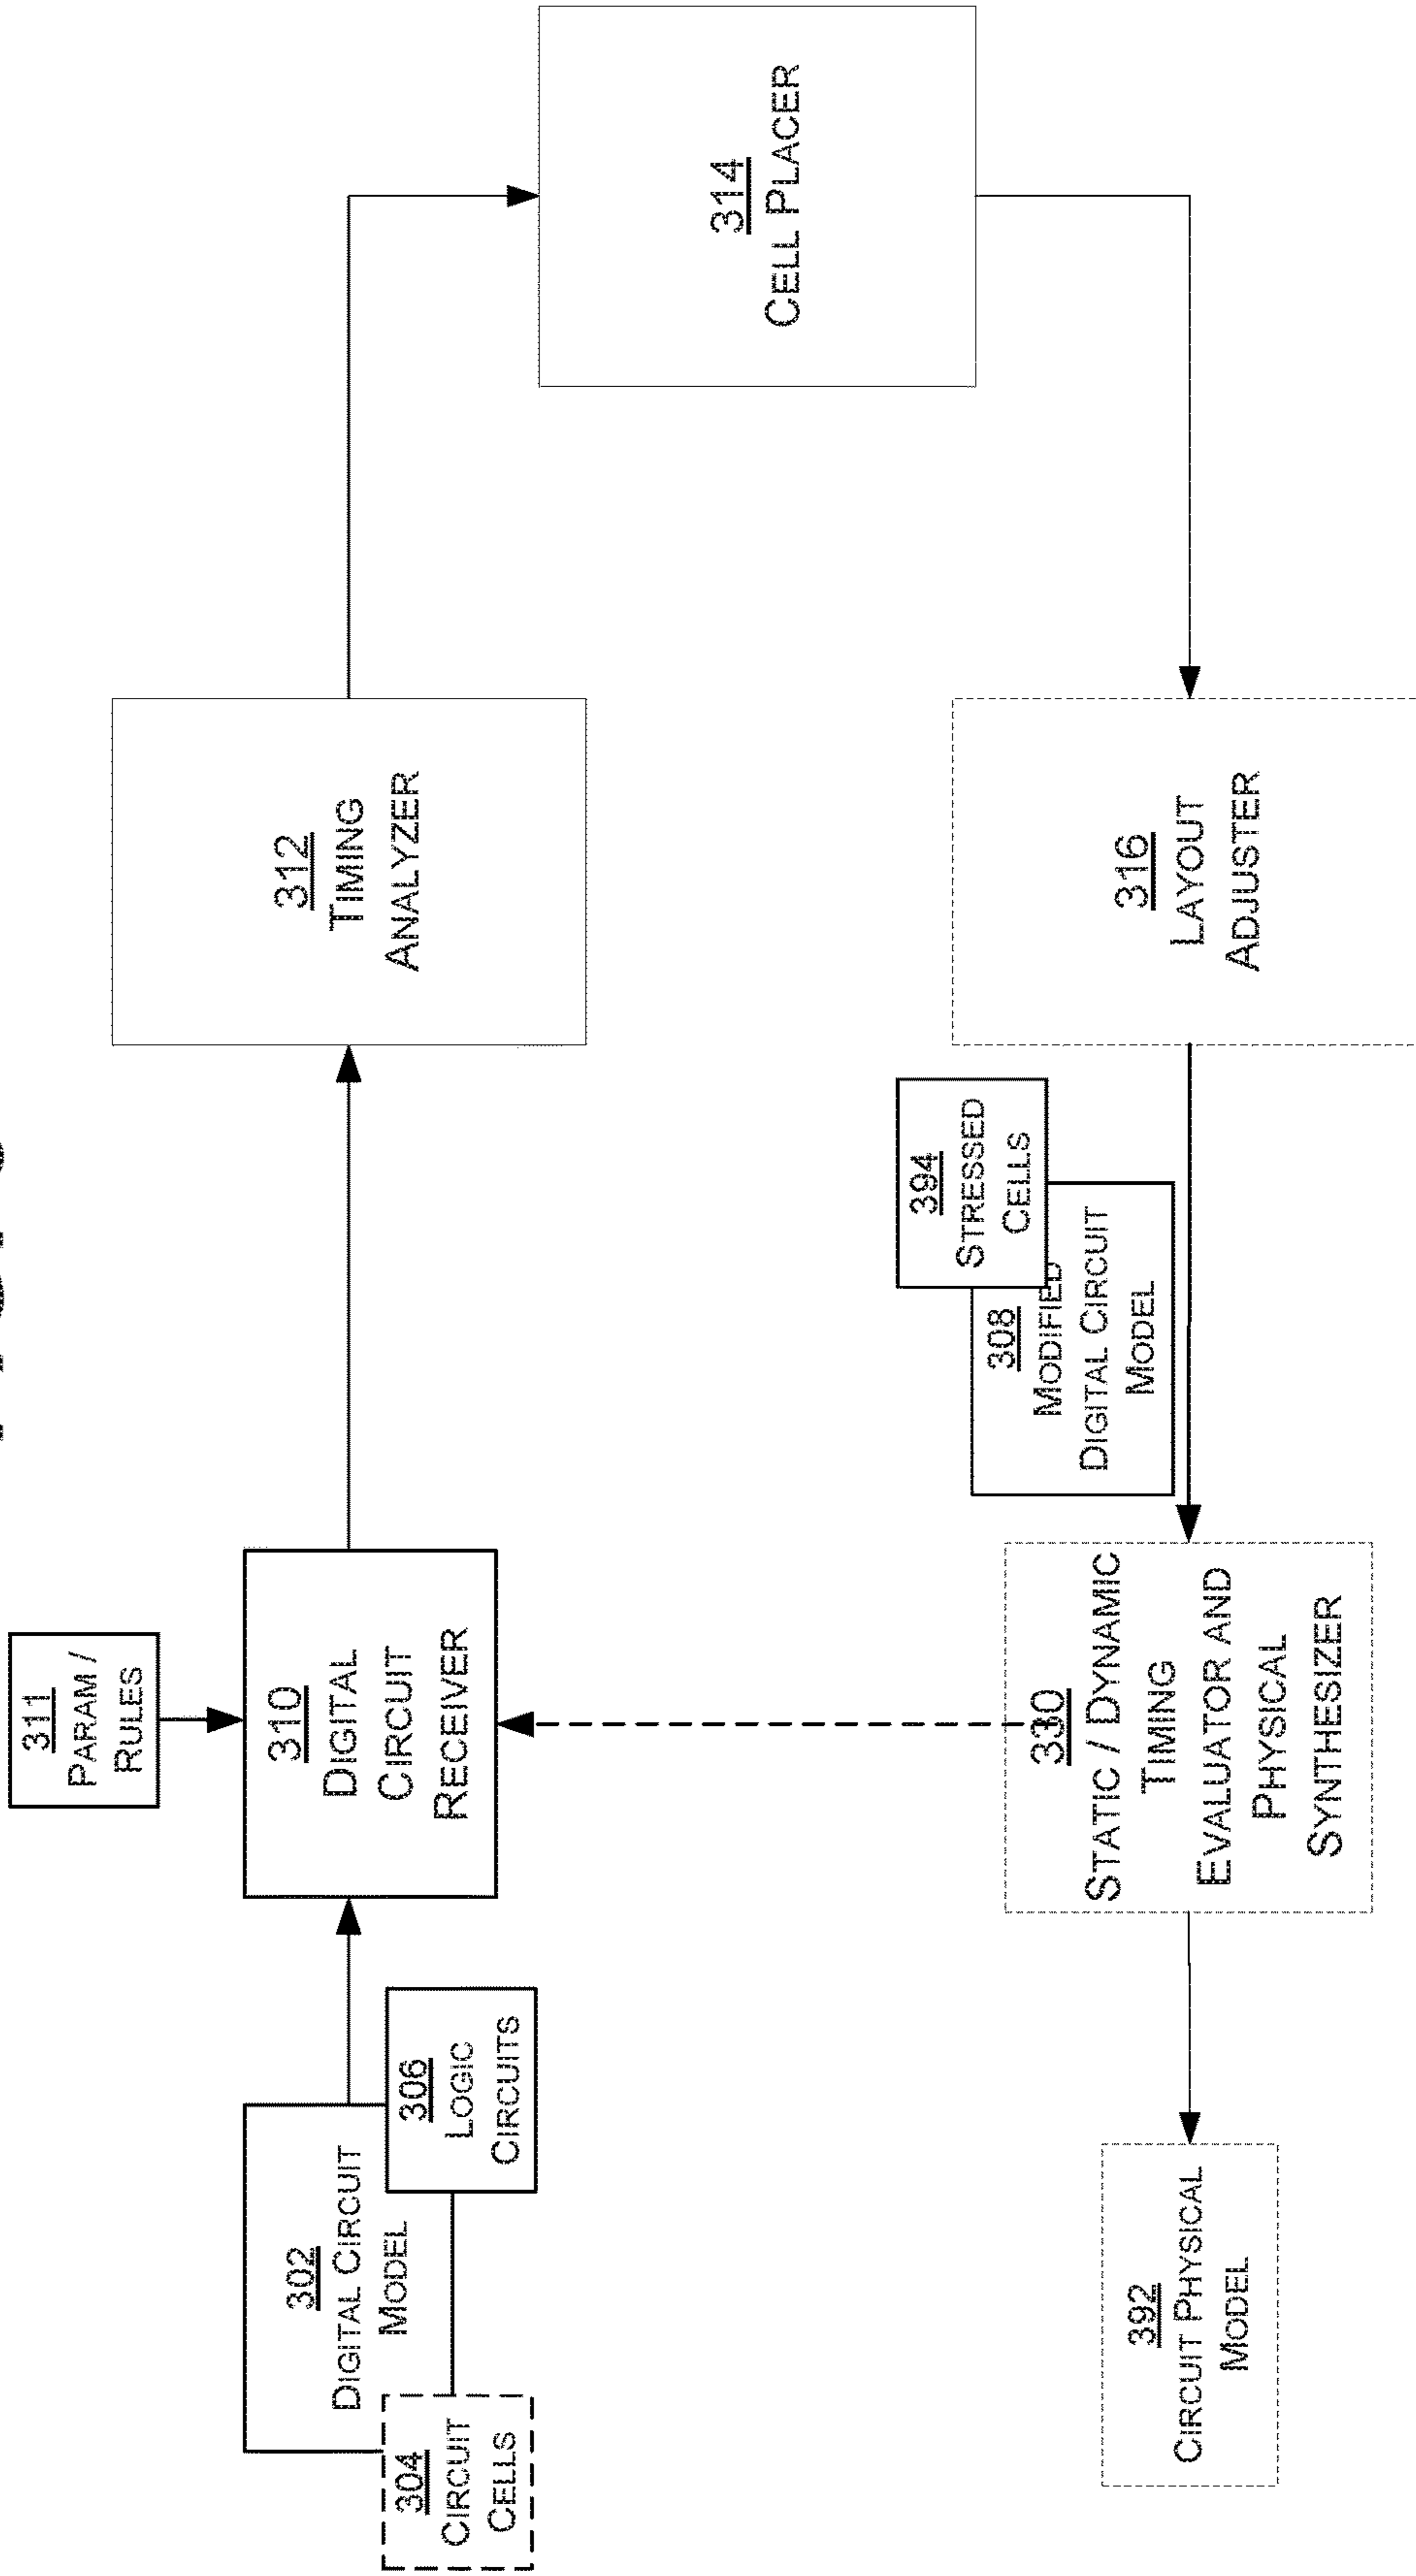 311
PARAM /
RULES
302
DIGITAL CIRCUIT
MODEL
304
CIRCUIT
CELLS
306
LOGIC
CIRCUITS
310
DIGITAL
CIRCUIT
RECEIVER
312
TIMING
ANALYZER
314
CELL PLACER
316
LAYOUT
ADJUSTER
394
STRESSED
CELLS
308
MODIFIED
DIGITAL CIRCUIT
MODEL
330
STATIC / DYNAMIC
TIMING
EVALUATOR AND
PHYSICAL
SYNTHESIZER
392
CIRCUIT PHYSICAL
MODEL